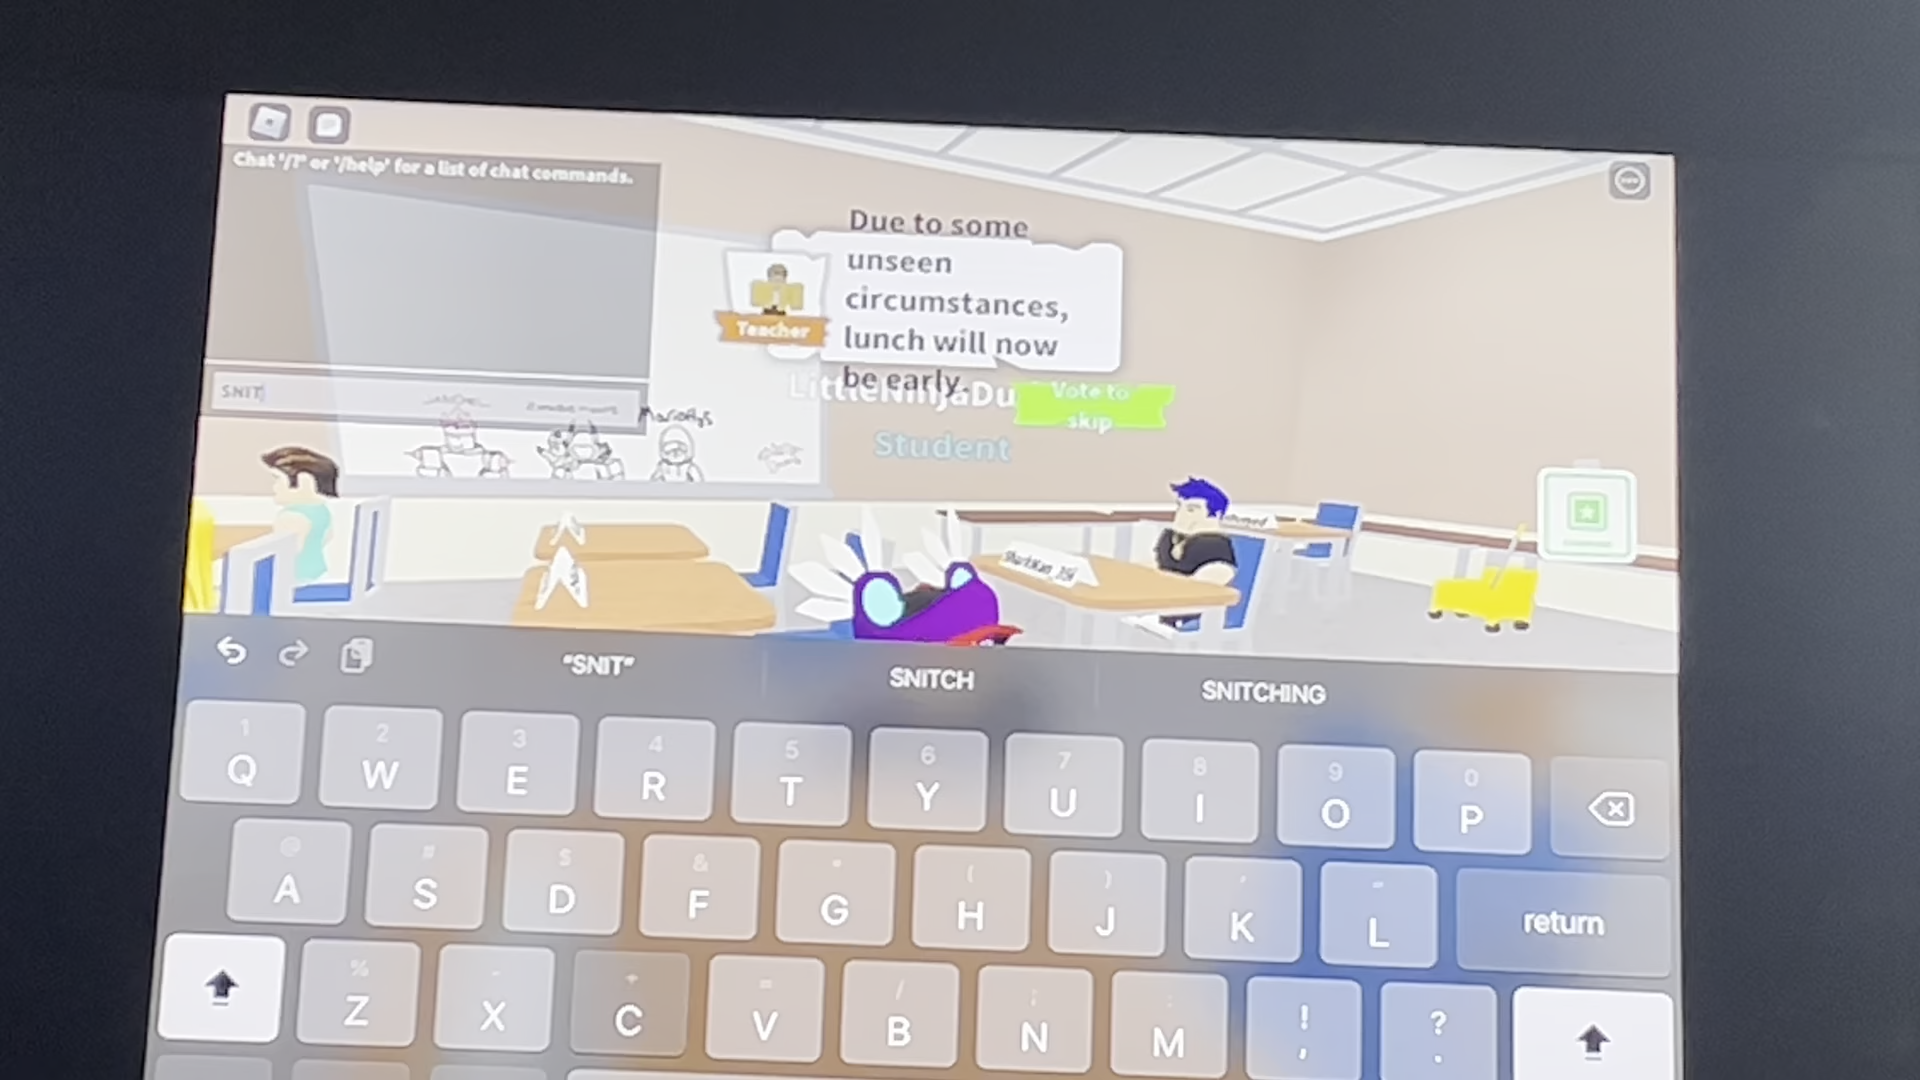 Chat '/?' or '/help' for a list of chat commands.
Due to some
unseen
circumstances,
lunch will now
be early.
Teacher
SNIT
LittleNinjaDu
Vote to
skip
Student
"SNIT"
SNITCH
SNITCHING
1 2 3 4 5 6 7 8 9 0
Q W E R T Y U I O P
@ # $ & * ( ) ' "
A S D F G H J K L return
% - + = / ; : ! ?
Z X C V B N M , .